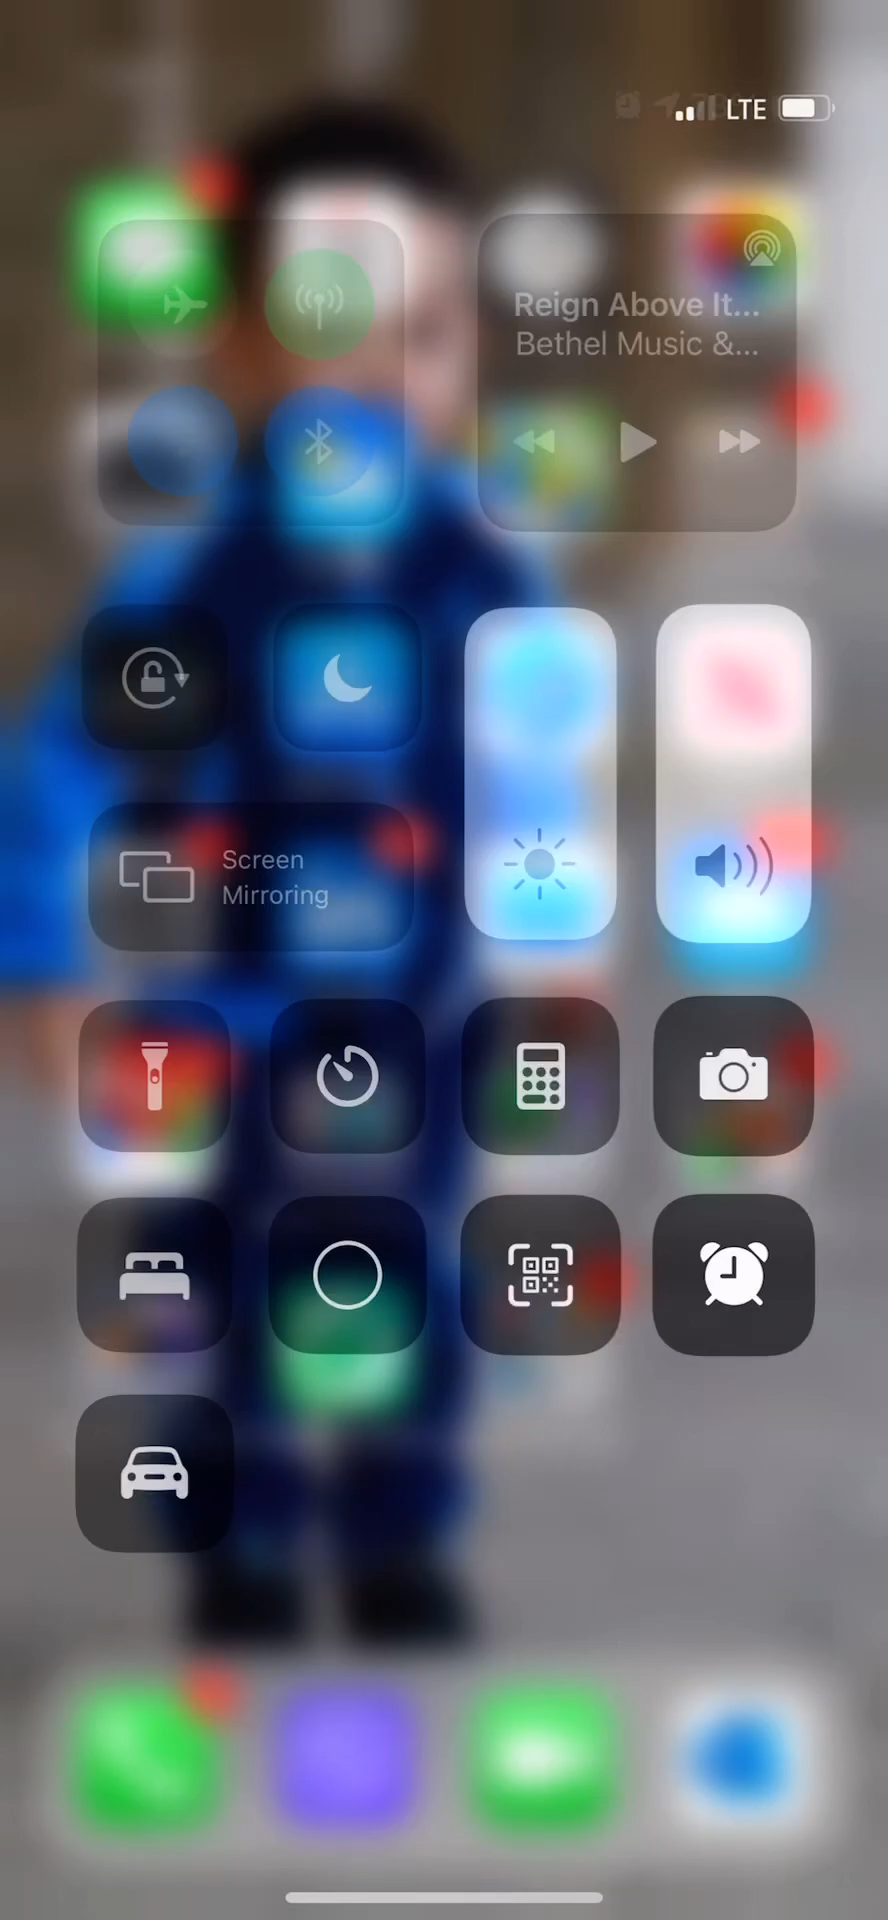 LTE
Reign Above It...
Bethel Music &...
Screen
Mirroring